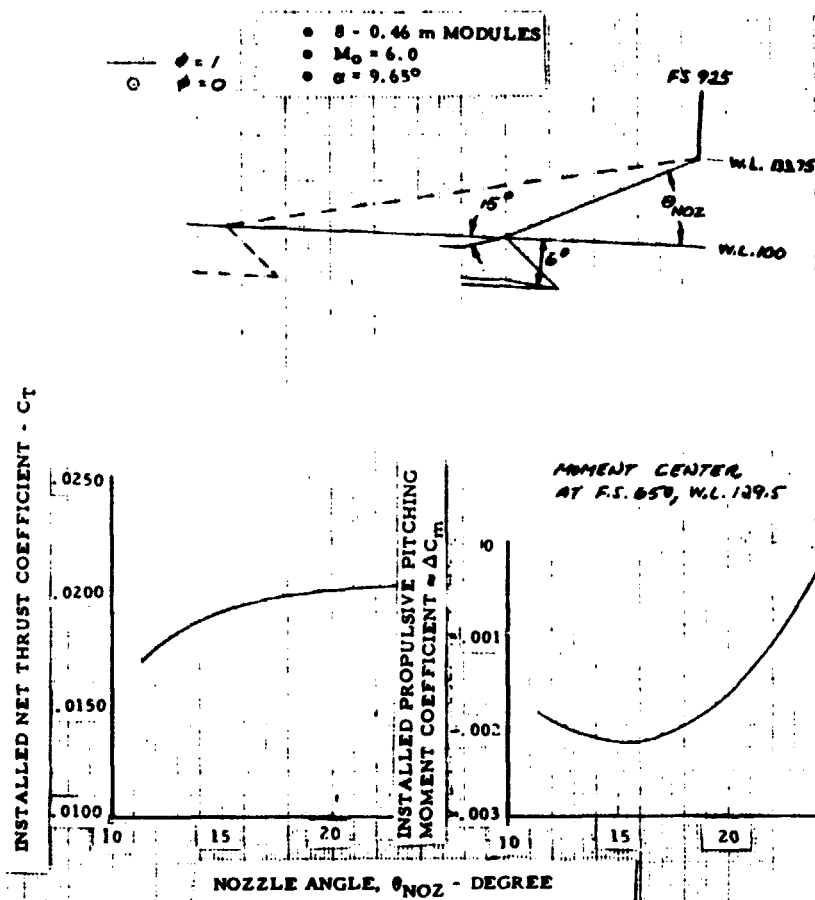 φ = 1
φ = 0
• 8 - 0.46 m MODULES
• M₀ = 6.0
• α = 9.65°
FS 925
W.L. 133.75
15°
θNOZ
W.L. 100
6°
INSTALLED NET THRUST COEFFICIENT - CT
.0250
.0200
.0150
.0100
10
15
20
INSTALLED PROPULSIVE PITCHING
MOMENT COEFFICIENT ≈ ΔCm
MOMENT CENTER
AT F.S. 650, W.L. 129.5
.001
.002
.003
10
15
20
NOZZLE ANGLE, θNOZ - DEGREE